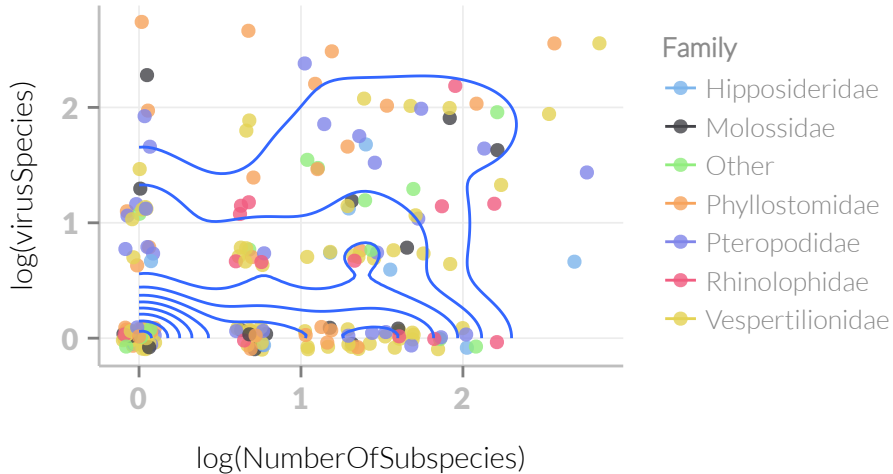 log(virusSpecies)
2
1
0
0
1
2
log(NumberOfSubspecies)
Family
Hipposideridae
Molossidae
Other
Phyllostomidae
Pteropodidae
Rhinolophidae
Vespertilionidae